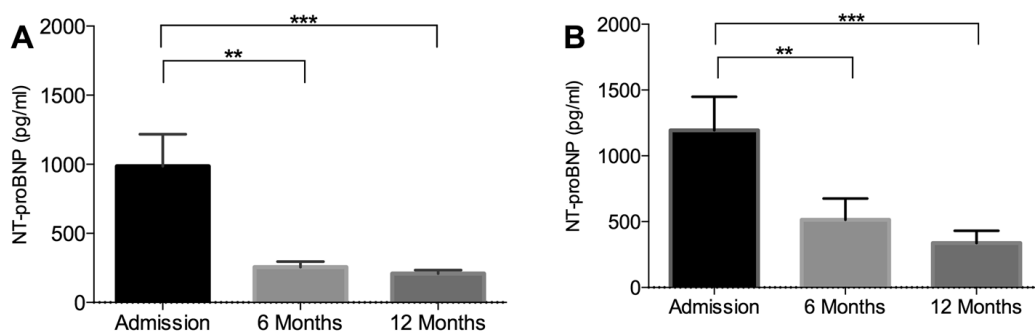 A
NT-proBNP (pg/ml)
2000
1500
1000
500
0
***
**
Admission
6 Months
12 Months
B
NT-proBNP (pg/ml)
2000
1500
1000
500
0
***
**
Admission
6 Months
12 Months